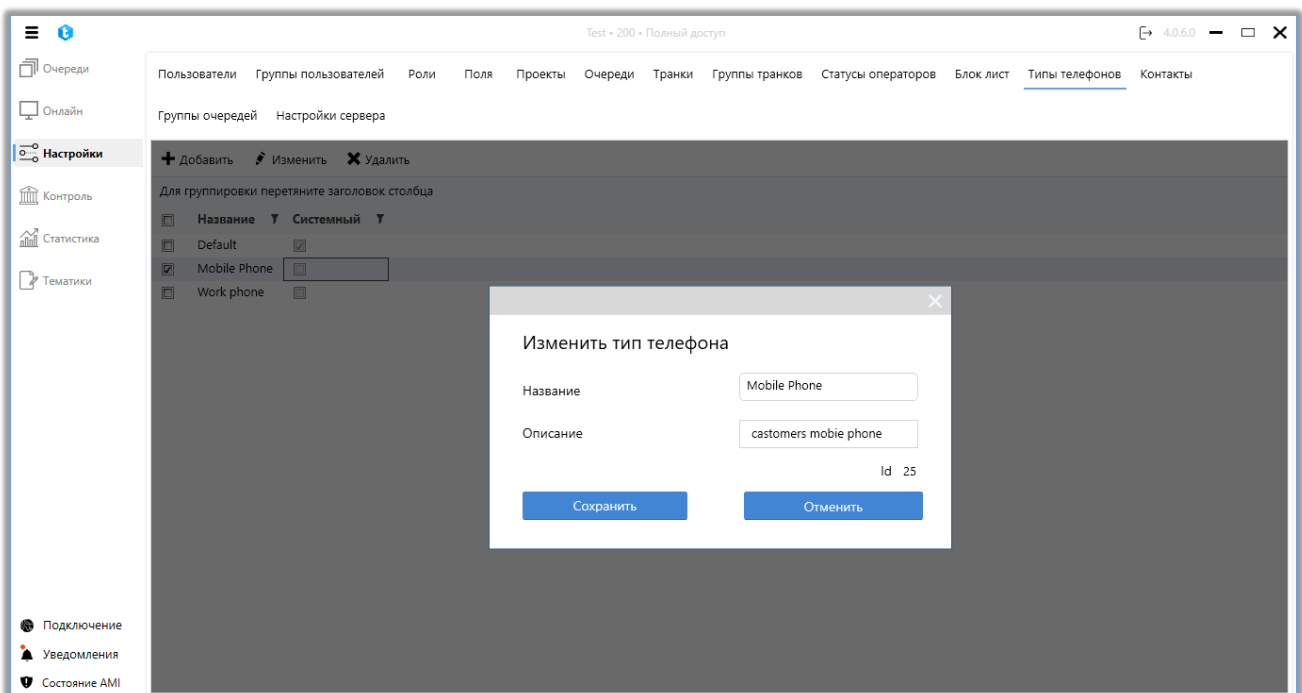 Test • 200 • Полный доступ
4.0.6.0
Очереди
Онлайн
Настройки
Контроль
Статистика
Тематики
Пользователи Группы пользователей Роли Поля Проекты Очереди Транки Группы транков Статусы операторов Блок лист Типы телефонов Контакты
Группы очередей Настройки сервера
Добавить Изменить Удалить
Для группировки перетяните заголовок столбца
Название Системный
Default
Mobile Phone
Work phone
Изменить тип телефона
Название Mobile Phone
Описание castomers mobie phone
Id 25
Сохранить Отменить
Подключение
Уведомления
Состояние AMI